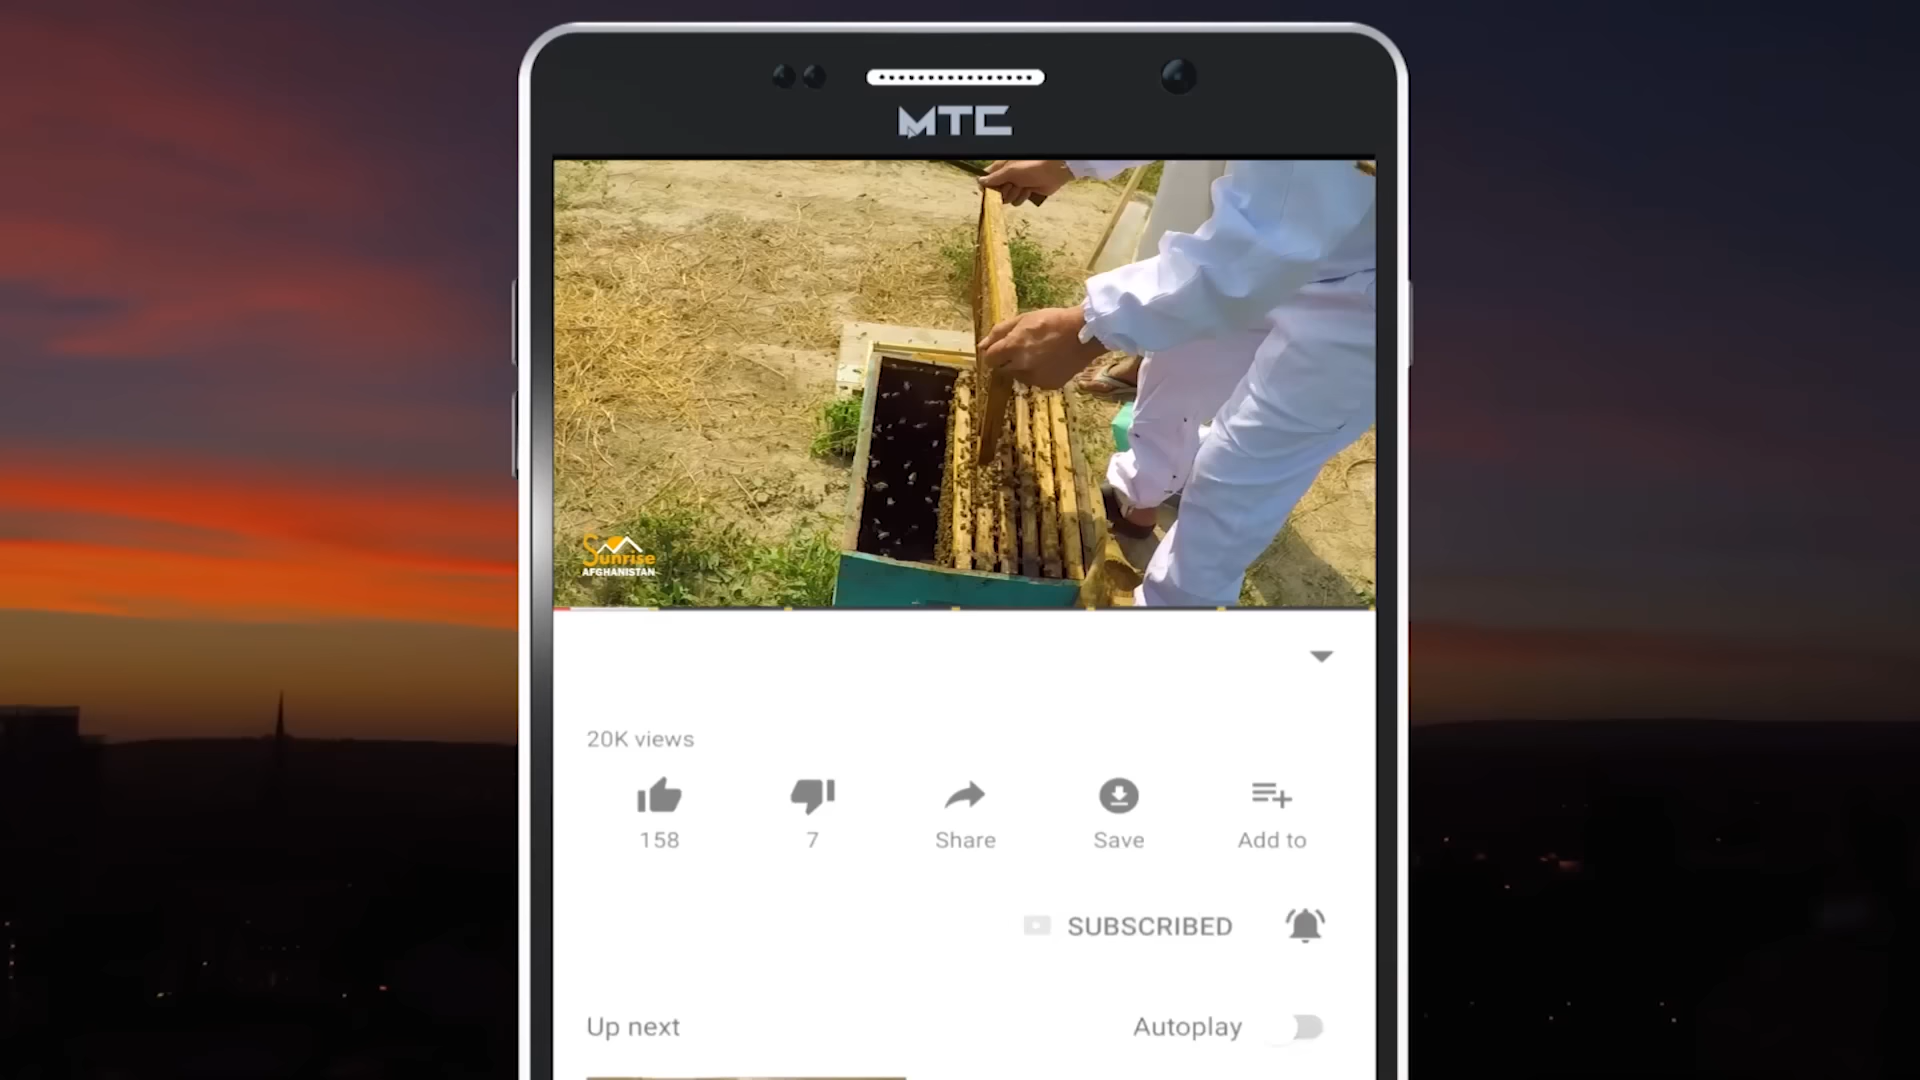 MTC
Sunrise
AFGHANISTAN
20K views
158
7
Share
Save
Add to
SUBSCRIBED
Up next
Autoplay